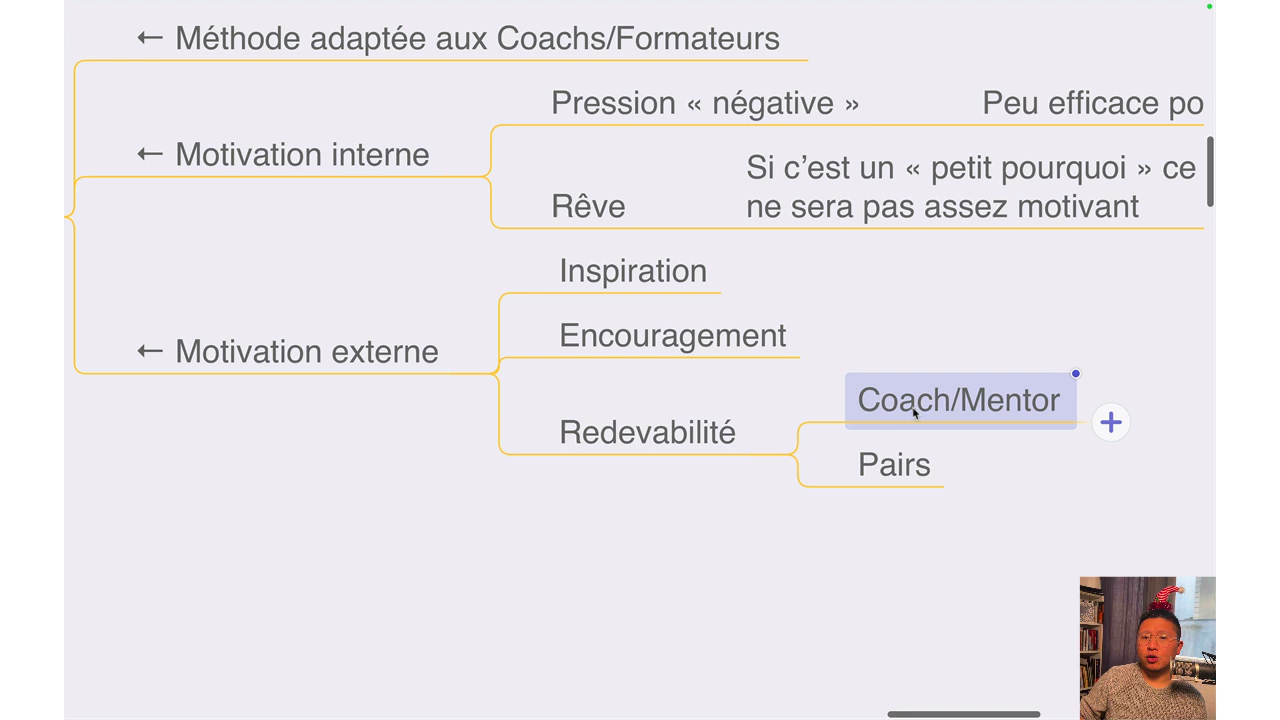 ← Méthode adaptée aux Coachs/Formateurs
Pression « négative »
Peu efficace po
← Motivation interne
Si c’est un « petit pourquoi » ce
ne sera pas assez motivant
Rêve
Inspiration
Encouragement
← Motivation externe
Coach/Mentor
Redevabilité
Pairs